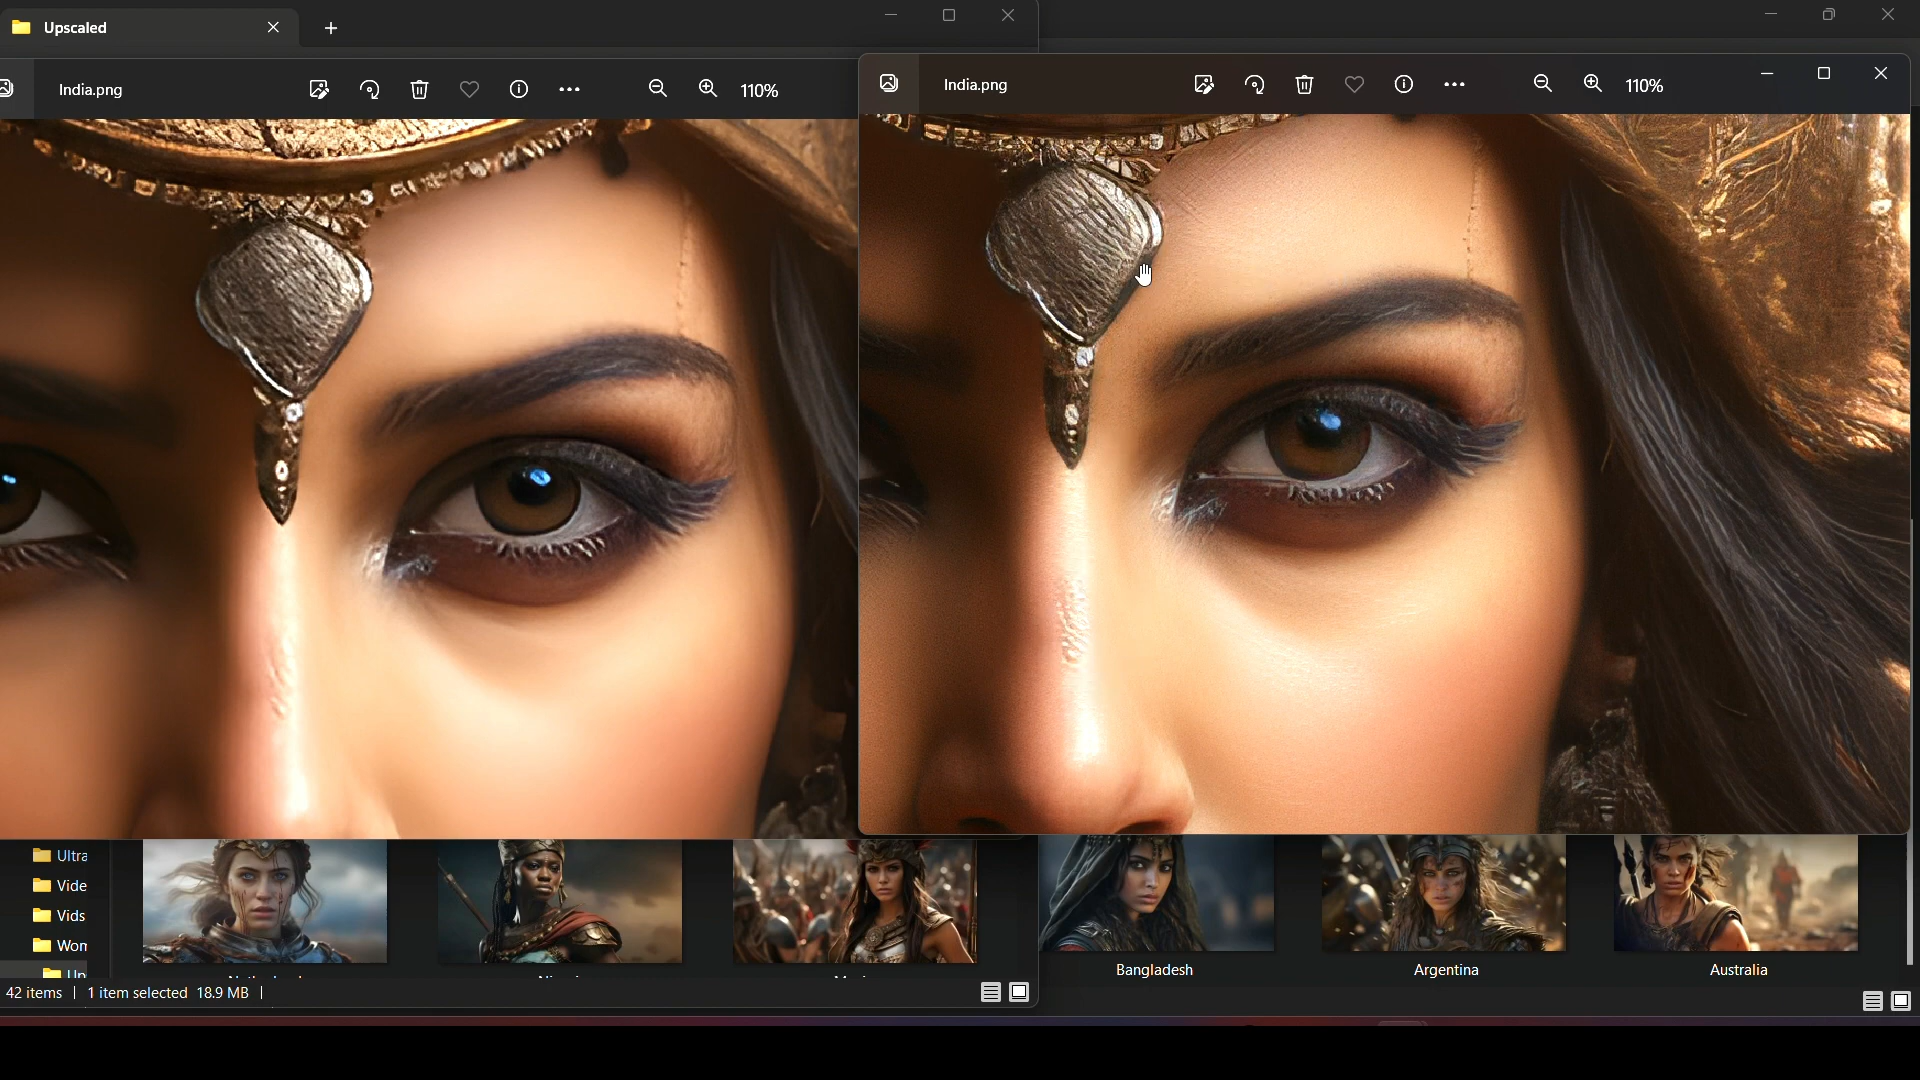 Upscaled
India.png
110%
India.png
110%
Ultra
Vide
Vids
Wom
Bangladesh
Argentina
Australia
42 items
1 item selected 18.9 MB